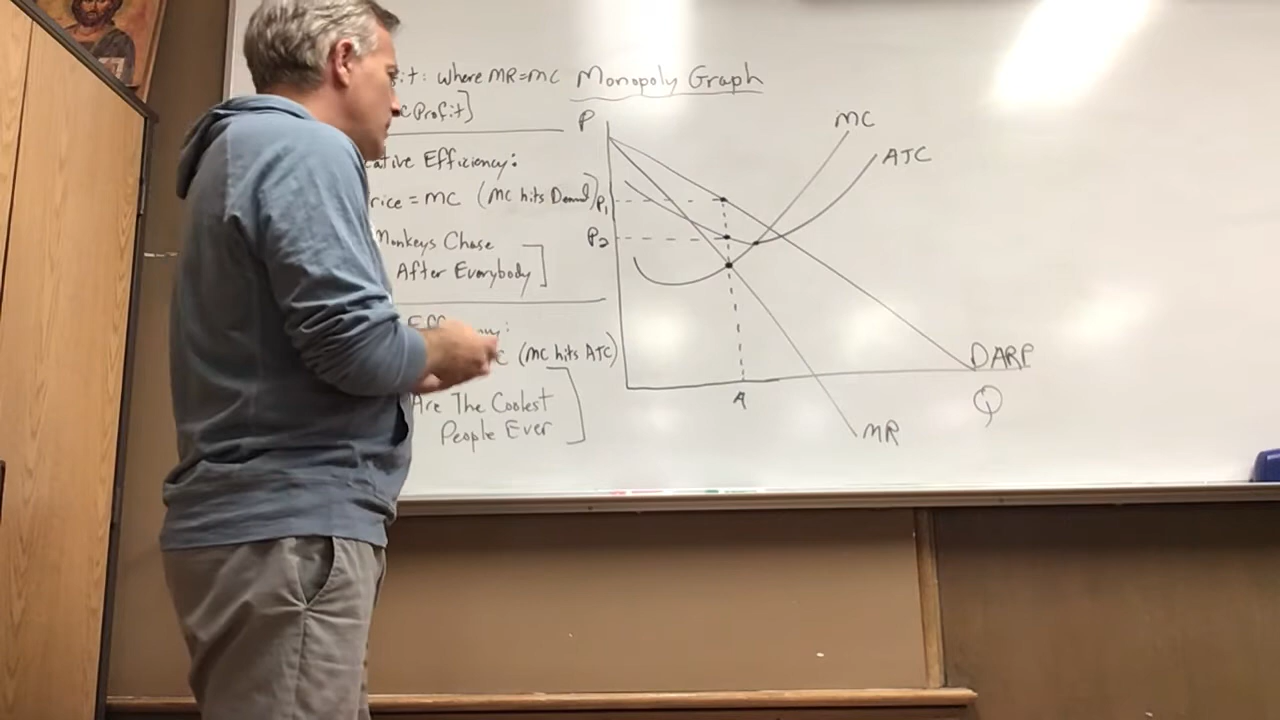 : where MR=MC
Profit]
Efficiency:
= MC (MC hits Demand)
Monkeys Chase
After Everybody]
(MC hits ATC)
Are The Coolest
People Ever
Monopoly Graph
P
MC
ATC
P1
P2
DARP
A
Q
MR